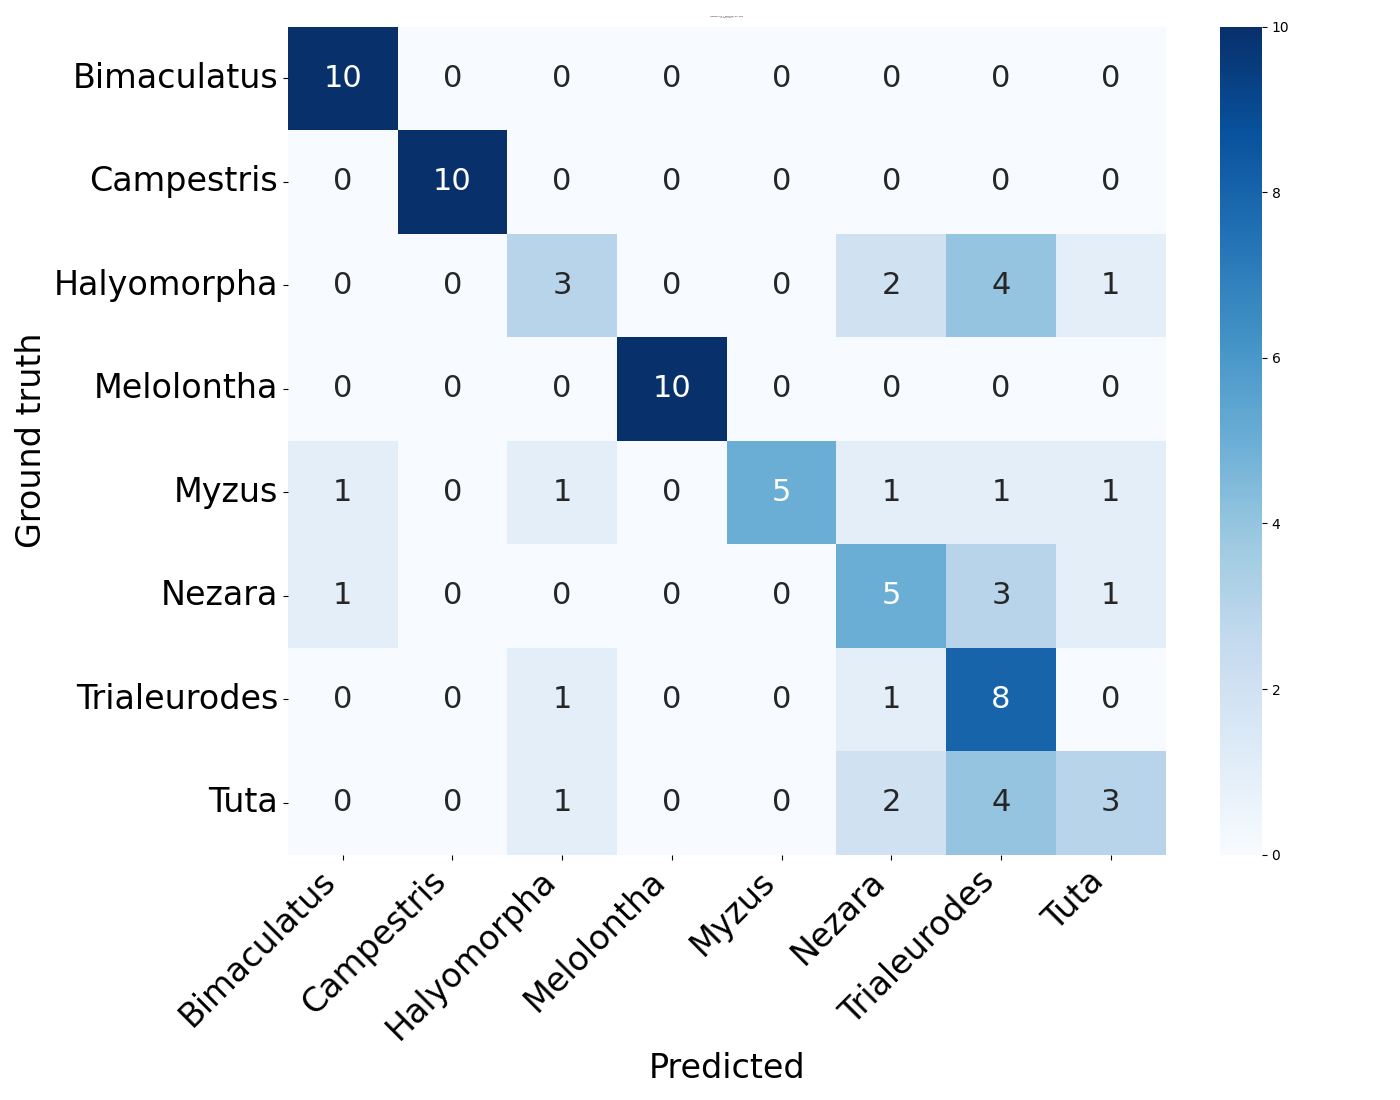 Bimaculatus 10 0 0 0 0 0 0 0
Campestris 0 10 0 0 0 0 0 0
Halyomorpha 0 0 3 0 0 2 4 1
Melolontha 0 0 0 10 0 0 0 0
Myzus 1 0 1 0 5 1 1 1
Nezara 1 0 0 0 0 5 3 1
Trialeurodes 0 0 1 0 0 1 8 0
Tuta 0 0 1 0 0 2 4 3
Ground truth
Bimaculatus Campestris Halyomorpha Melolontha Myzus Nezara Trialeurodes Tuta
Predicted
10
8
6
4
2
0